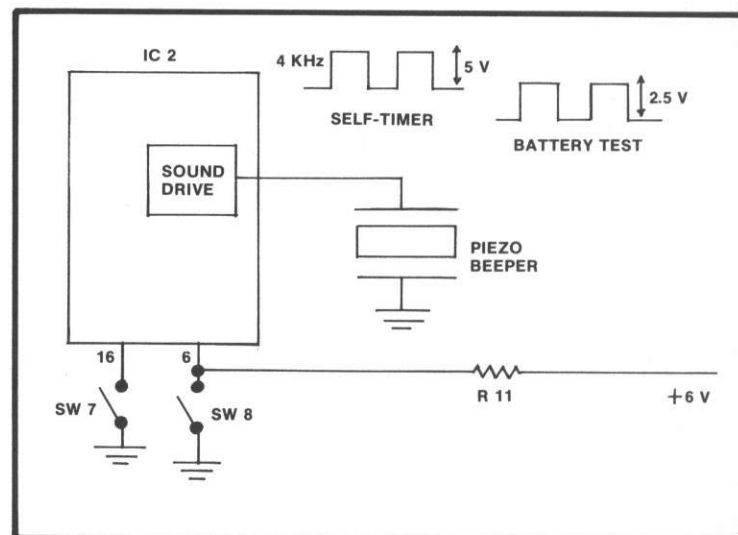 IC 2
4 KHz
5 V
SELF-TIMER
2.5 V
BATTERY TEST
SOUND
DRIVE
PIEZO
BEEPER
16
6
SW 7
SW 8
R 11
+6 V